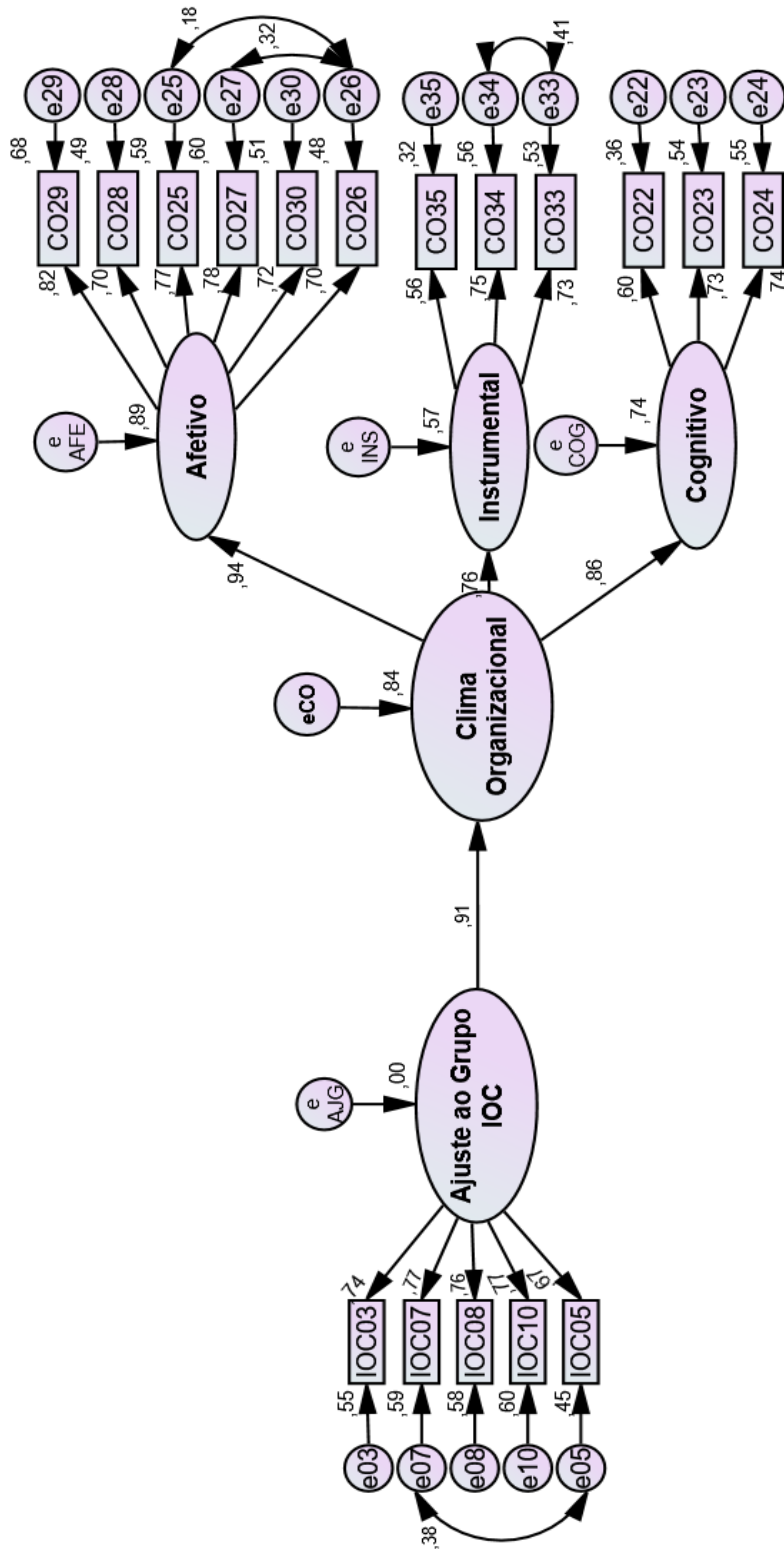 e03
,55
IOC03
,74
e07
,59
IOC07
,77
e08
,58
IOC08
,76
e10
,60
IOC10
,77
e05
,45
IOC05
,67
,38
e
AJG
,00
Ajuste ao Grupo
IOC
,91
eCO
,84
Clima
Organizacional
,94
,76
,86
e
AFE
,89
Afetivo
e
INS
,57
Instrumental
e
COG
,74
Cognitivo
,82
CO29
,68
e29
,70
CO28
,49
e28
,77
CO25
,59
e25
,78
CO27
,60
e27
,72
CO30
,51
e30
,70
CO26
,48
e26
,18
,32
,56
CO35
,32
e35
,75
CO34
,56
e34
,73
CO33
,53
e33
,41
,60
CO22
,36
e22
,73
CO23
,54
e23
,74
CO24
,55
e24